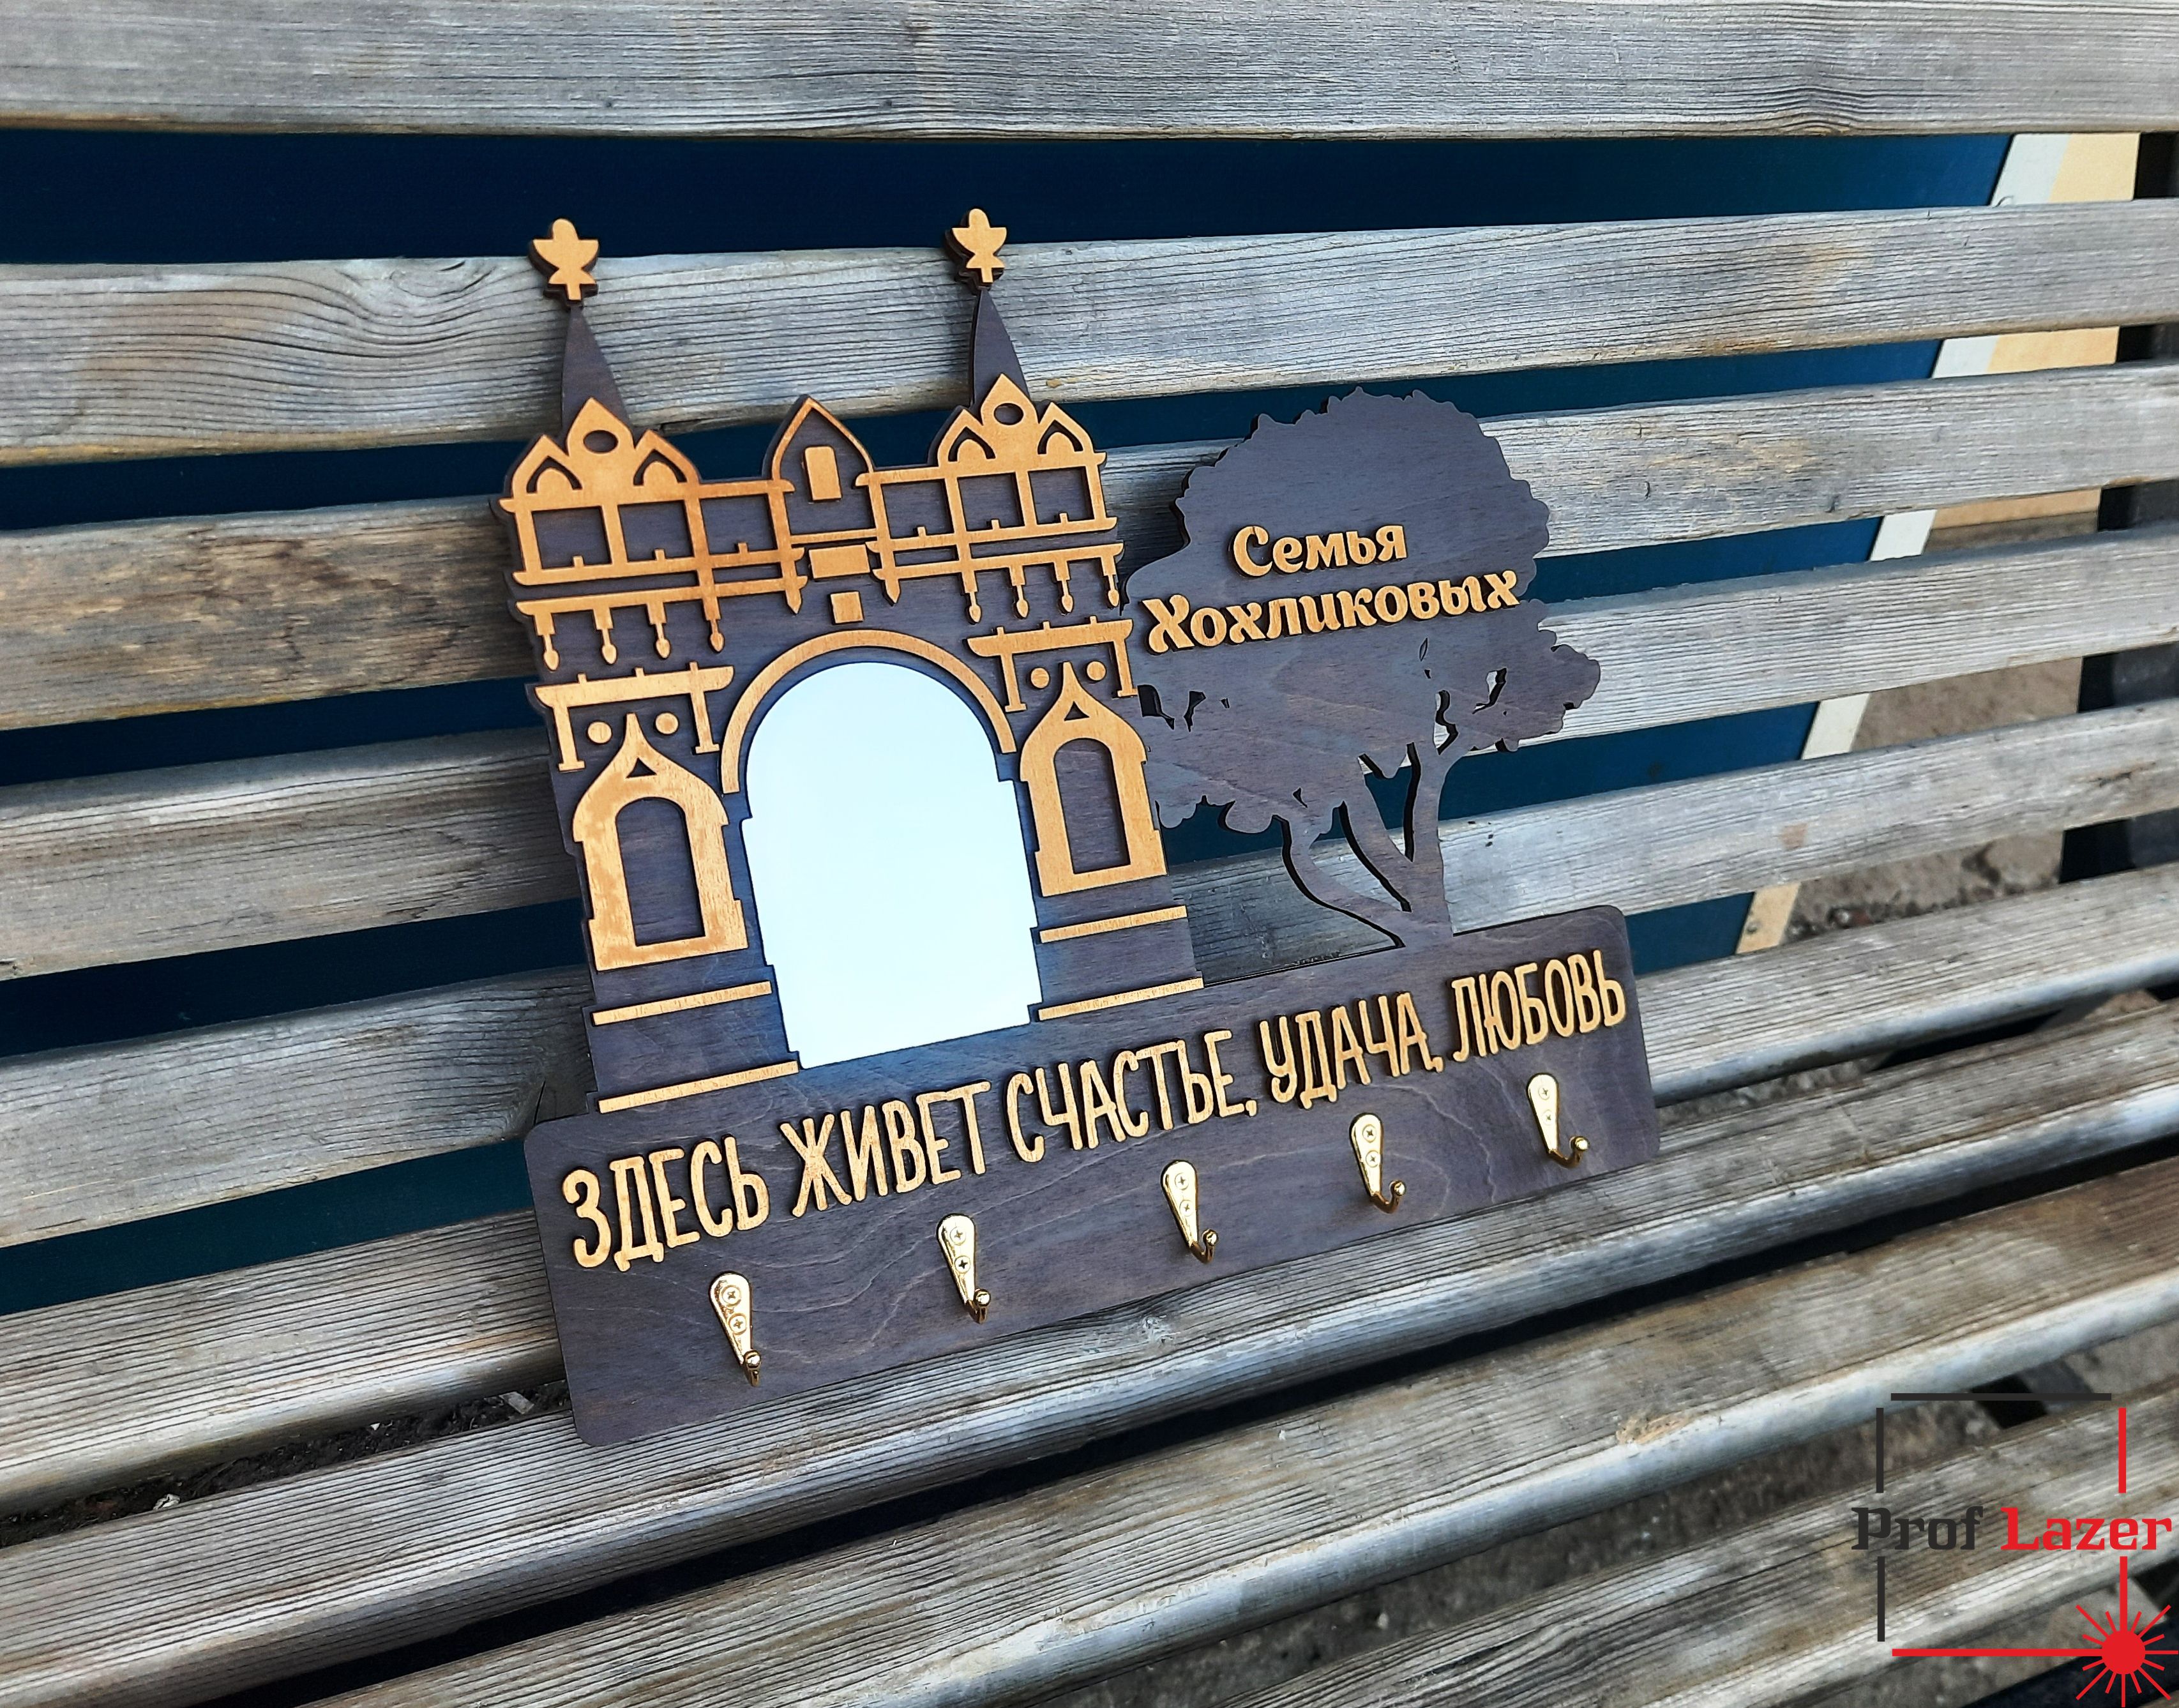 Семья
Хохликовых
ЗДЕСЬ ЖИВЕТ СЧАСТЬЕ, УДАЧА, ЛЮБОВЬ
Prof Lazer